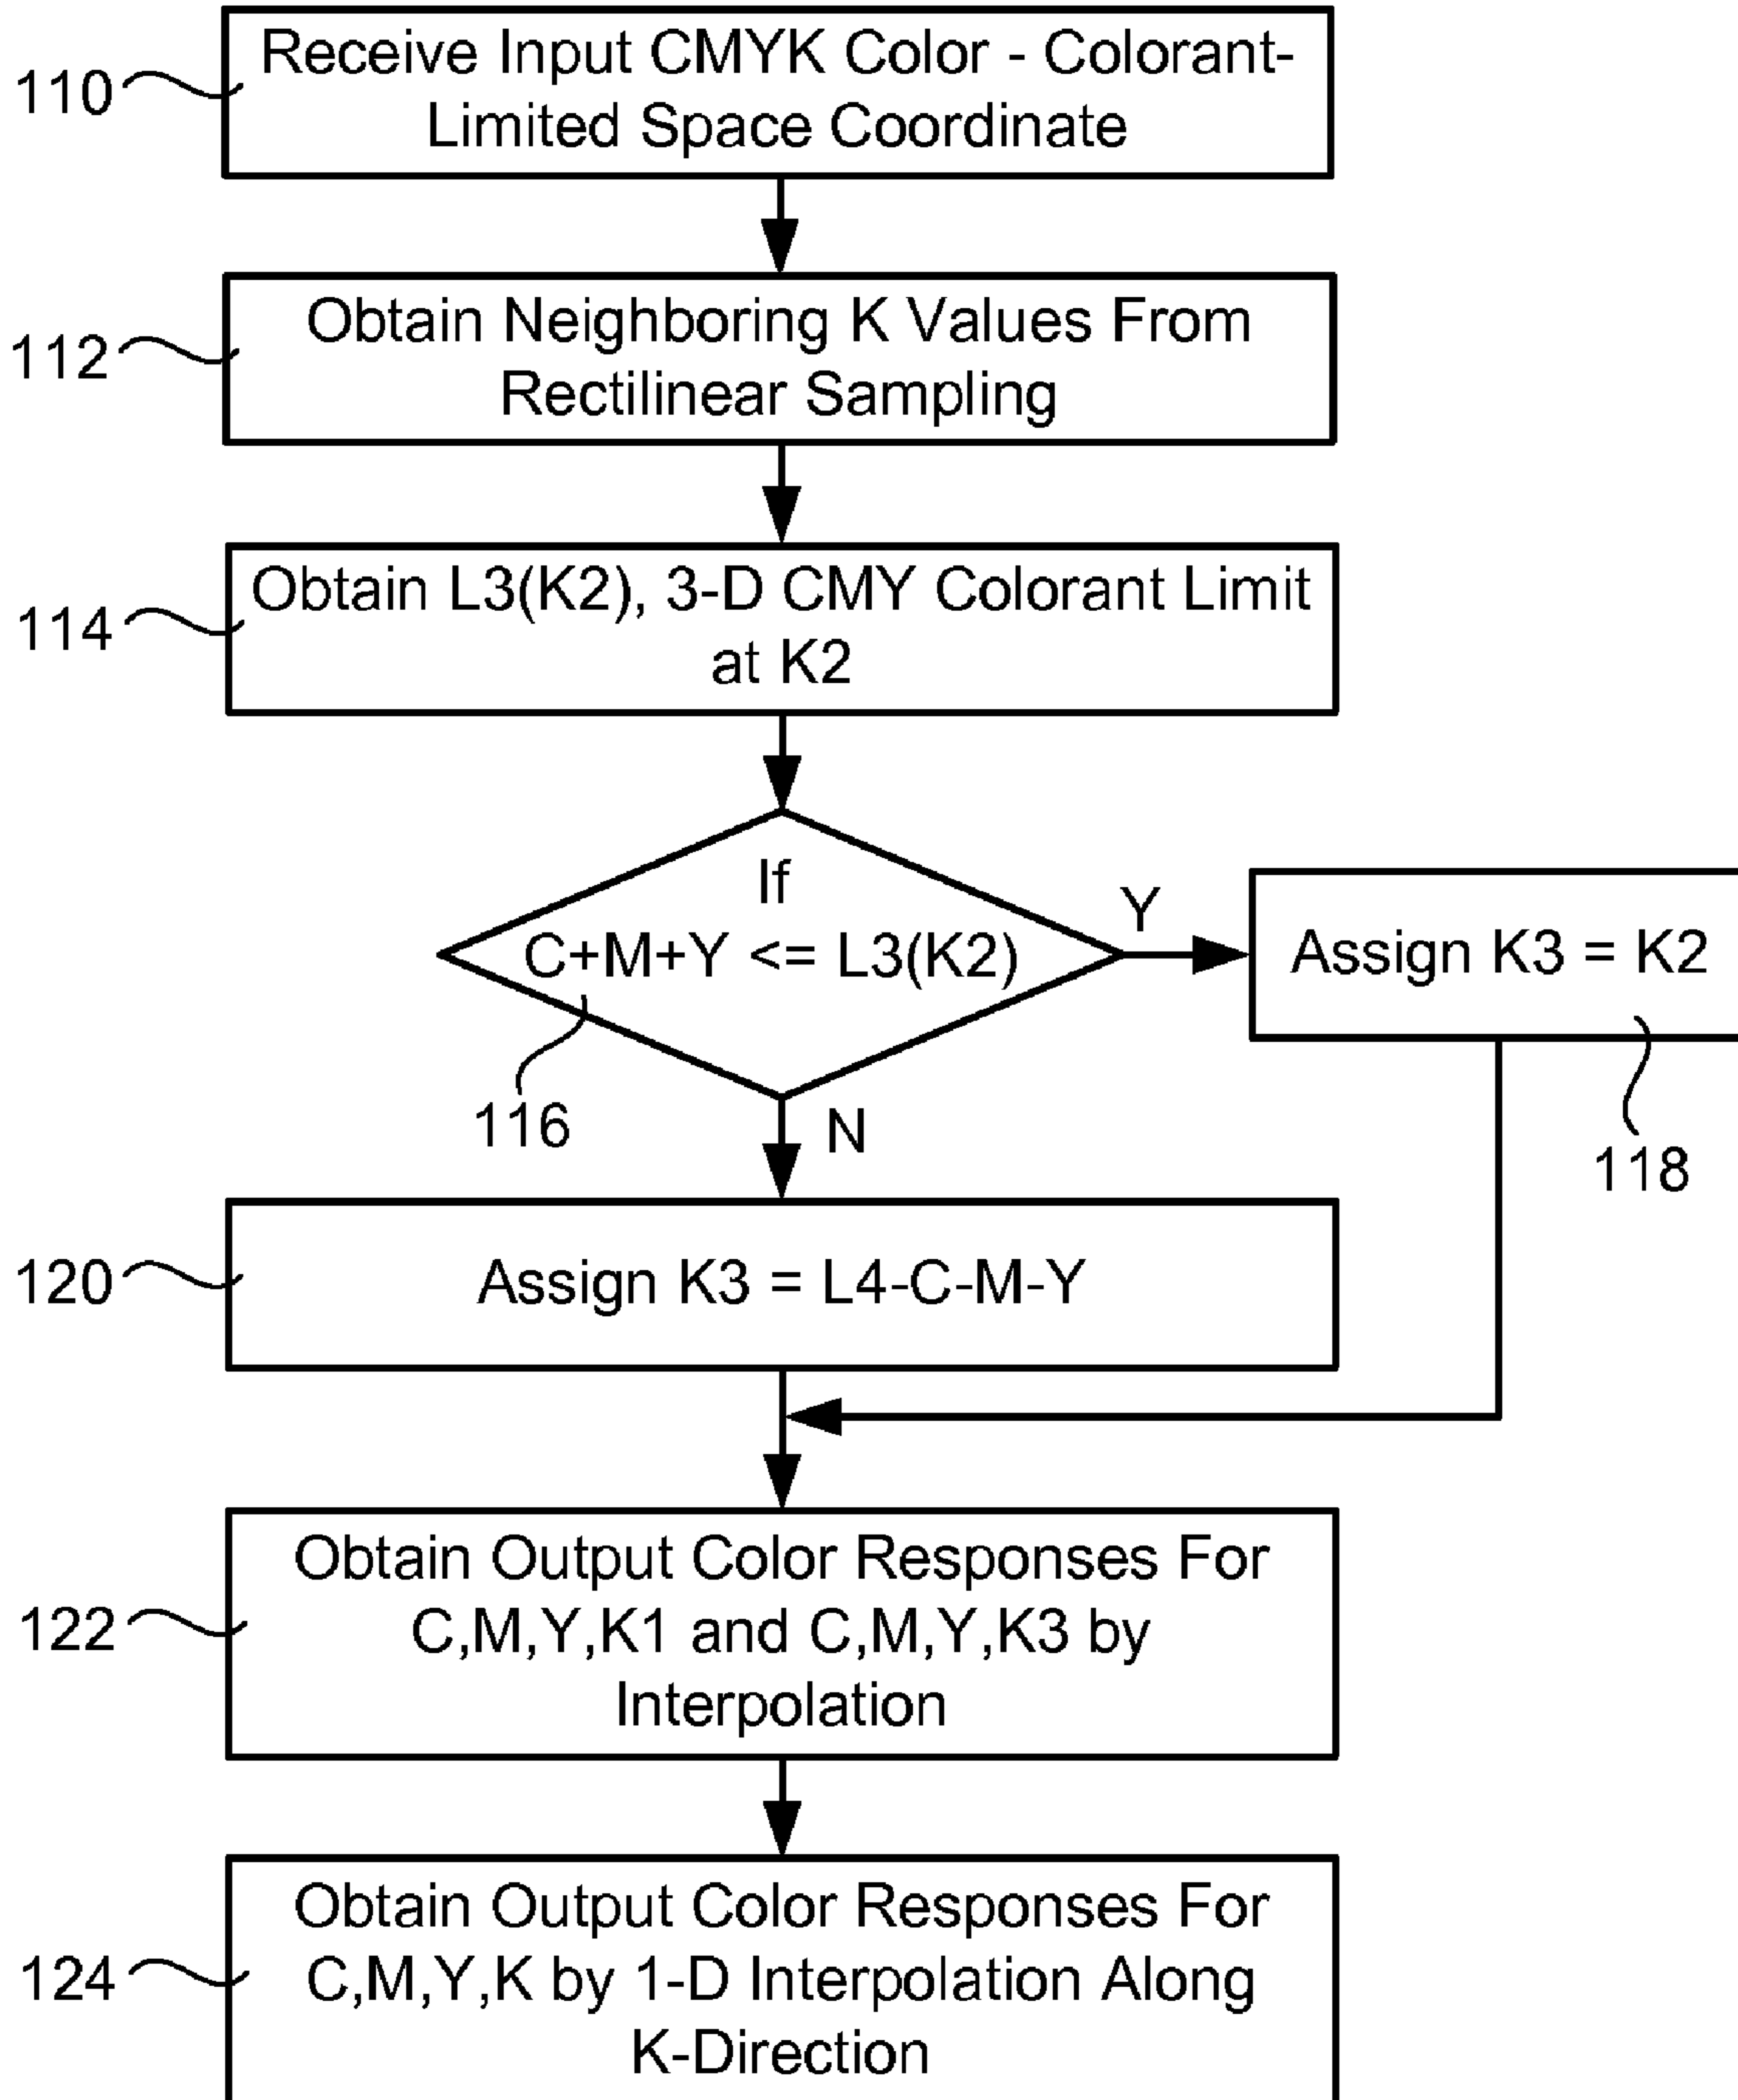 110
Receive Input CMYK Color - Colorant-
Limited Space Coordinate
112
Obtain Neighboring K Values From
Rectilinear Sampling
114
Obtain L3(K2), 3-D CMY Colorant Limit
at K2
If
C+M+Y <= L3(K2)
Y
Assign K3 = K2
116
N
118
120
Assign K3 = L4-C-M-Y
122
Obtain Output Color Responses For
C,M,Y,K1 and C,M,Y,K3 by
Interpolation
124
Obtain Output Color Responses For
C,M,Y,K by 1-D Interpolation Along
K-Direction